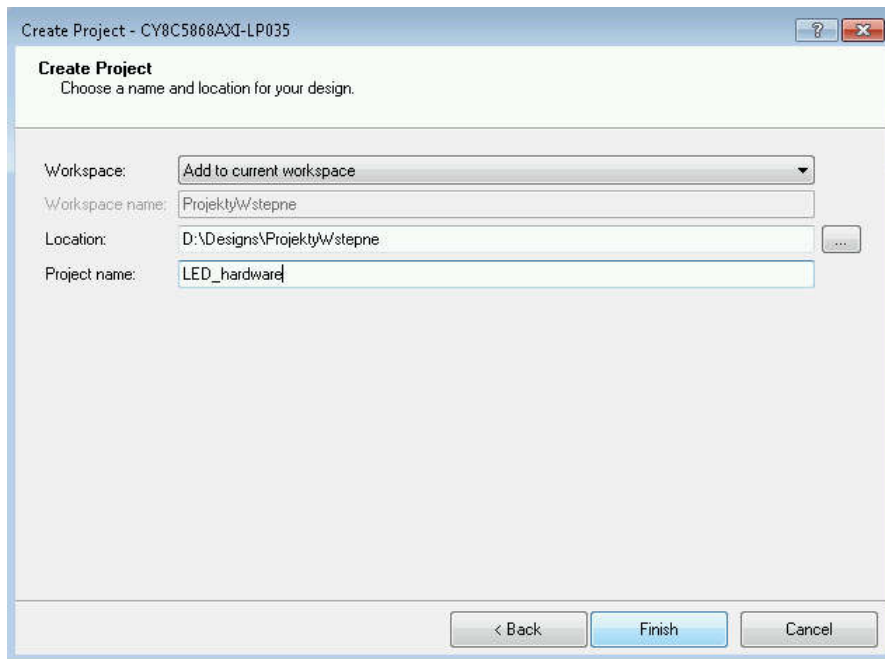 Create Project - CY8C5868AXI-LP035
Create Project
Choose a name and location for your design.
Workspace: Add to current workspace
Workspace name: ProjektyWstepne
Location: D:\Designs\ProjektyWstepne ...
Project name: LED_hardware
< Back Finish Cancel